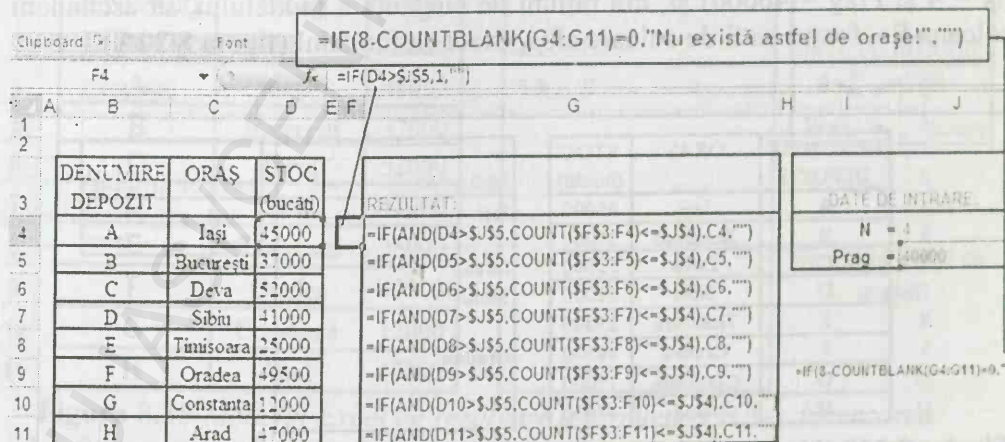 =IF(8-COUNTBLANK(G4:G11)=0,"Nu există astfel de orașe!","")
Clipboard Font
F4 fx =IF(D4>$J$5,1,"")
A B C D E F G H I J
1
2
3 DENUMIRE DEPOZIT ORAȘ STOC (bucăti) REZULTAT: DATE DE INTRARE:
4 A Iași 45000 =IF(AND(D4>$J$5,COUNT($F$3:F4)<=$J$4),C4,"") N = 4
5 B București 37000 =IF(AND(D5>$J$5,COUNT($F$3:F5)<=$J$4),C5,"") Prag = 40000
6 C Deva 52000 =IF(AND(D6>$J$5,COUNT($F$3:F6)<=$J$4),C6,"")
7 D Sibiu 41000 =IF(AND(D7>$J$5,COUNT($F$3:F7)<=$J$4),C7,"")
8 E Timisoara 25000 =IF(AND(D8>$J$5,COUNT($F$3:F8)<=$J$4),C8,"")
9 F Oradea 49500 =IF(AND(D9>$J$5,COUNT($F$3:F9)<=$J$4),C9,"") =IF(8-COUNTBLANK(G4:G11)=0,"
10 G Constanta 12000 =IF(AND(D10>$J$5,COUNT($F$3:F10)<=$J$4),C10,"")
11 H Arad 47000 =IF(AND(D11>$J$5,COUNT($F$3:F11)<=$J$4),C11,"")